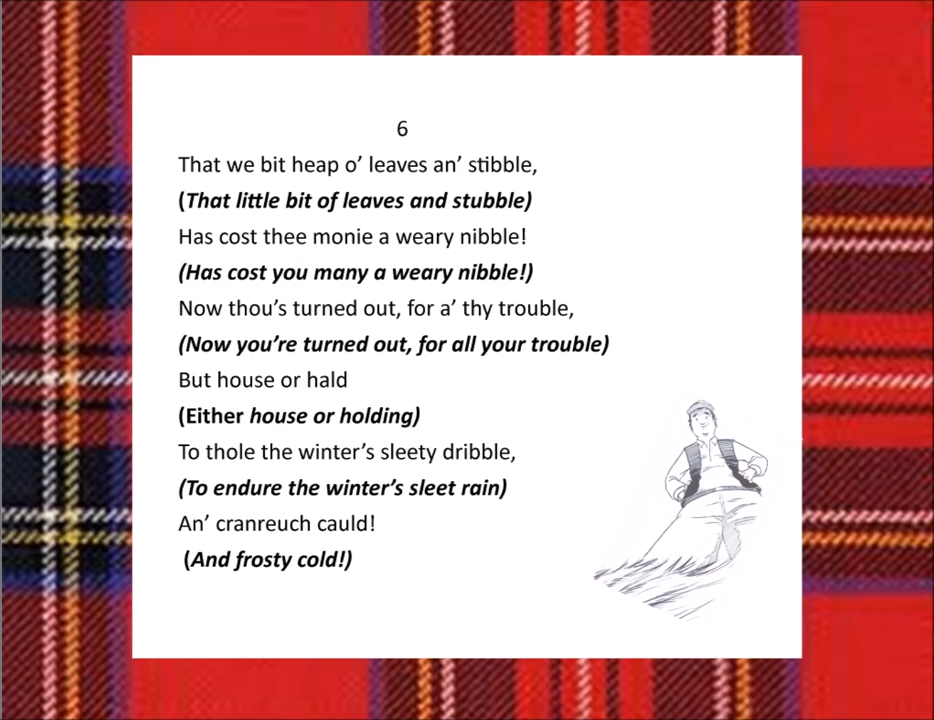 6
That we bit heap o’ leaves an’ stibble,
(That little bit of leaves and stubble)
Has cost thee monie a weary nibble!
(Has cost you many a weary nibble!)
Now thou’s turned out, for a’ thy trouble,
(Now you’re turned out, for all your trouble)
But house or hald
(Either house or holding)
To thole the winter’s sleety dribble,
(To endure the winter’s sleet rain)
An’ cranreuch cauld!
(And frosty cold!)